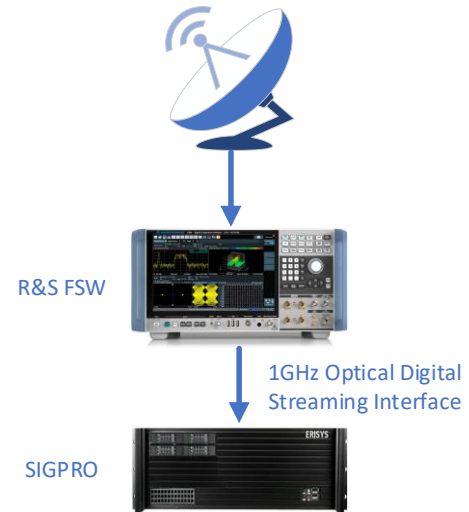 R&S FSW
1GHz Optical Digital
Streaming Interface
ERISYS
SIGPRO